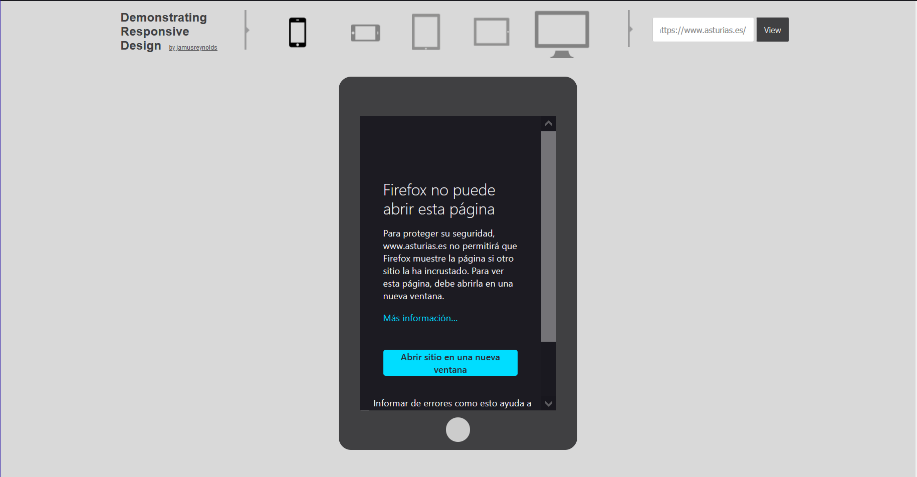 Demonstrating
Responsive
Design by jamusreynolds
ttps://www.asturias.es/
View
Firefox no puede
abrir esta página
Para proteger su seguridad,
www.asturias.es no permitirá que
Firefox muestre la página si otro
sitio la ha incrustado. Para ver
esta página, debe abrirla en una
nueva ventana.
Más información...
Abrir sitio en una nueva
ventana
Informar de errores como esto ayuda a